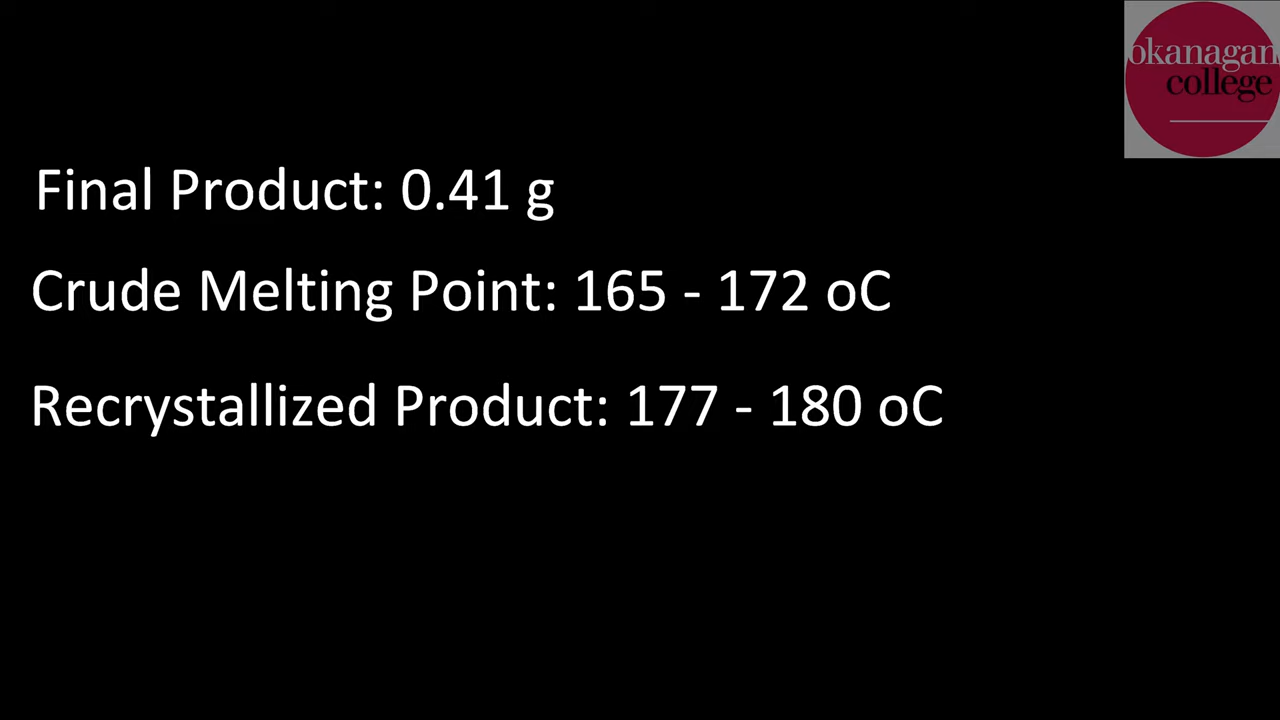 okanagan
college
Final Product: 0.41 g
Crude Melting Point: 165 - 172 oC
Recrystallized Product: 177 - 180 oC